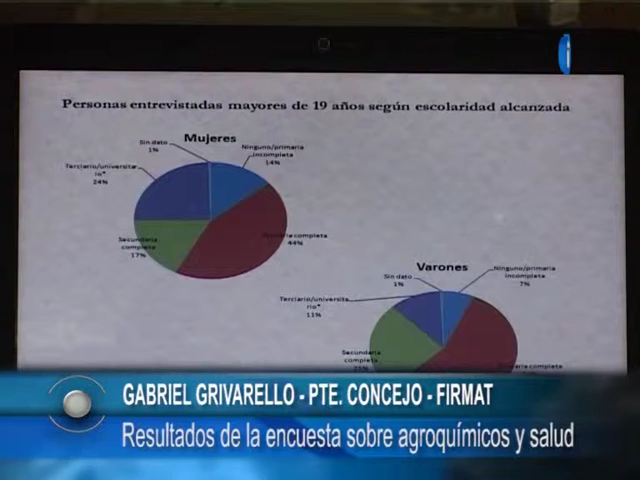 Personas entrevistadas mayores de 19 años según escolaridad alcanzada
Mujeres
Sin dato
1%
Ninguno/primaria
incompleta
14%
Terciario/universita
rio*
24%
completa
44%
Secundaria
completa
17%
Varones
Sin dato
1%
Ninguno/primaria
incompleta
7%
Terciario/universita
rio*
11%
Secundaria
completa
GABRIEL GRIVARELLO - PTE. CONCEJO - FIRMAT
Resultados de la encuesta sobre agroquímicos y salud